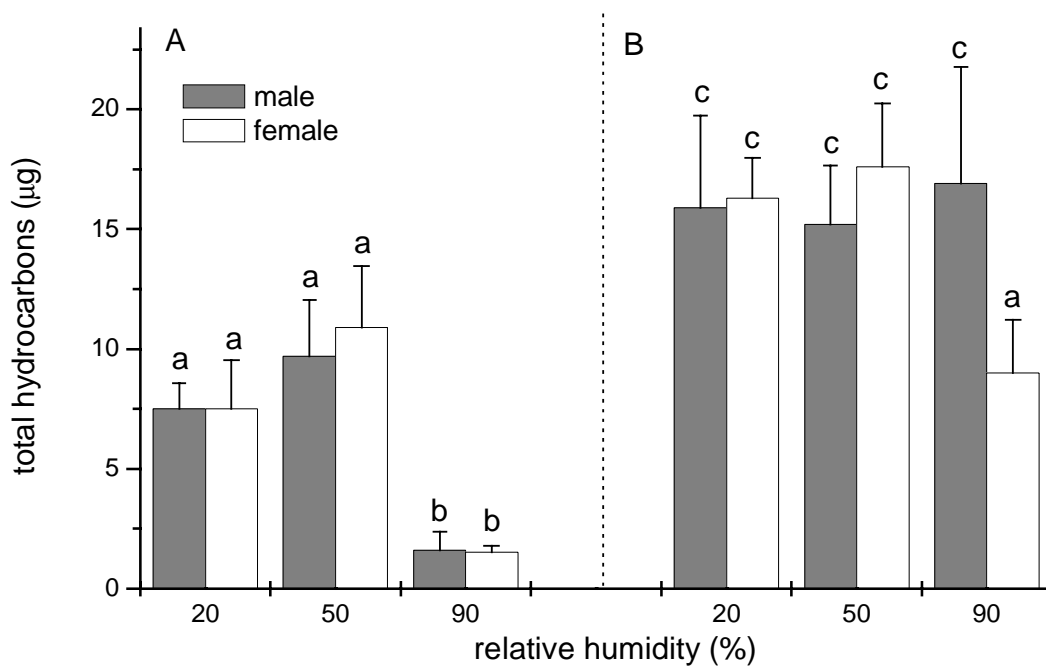 A
B
male
female
total hydrocarbons (μg)
20
15
10
5
0
a
a
a
a
b
b
c
c
c
c
c
a
20
50
90
20
50
90
relative humidity (%)